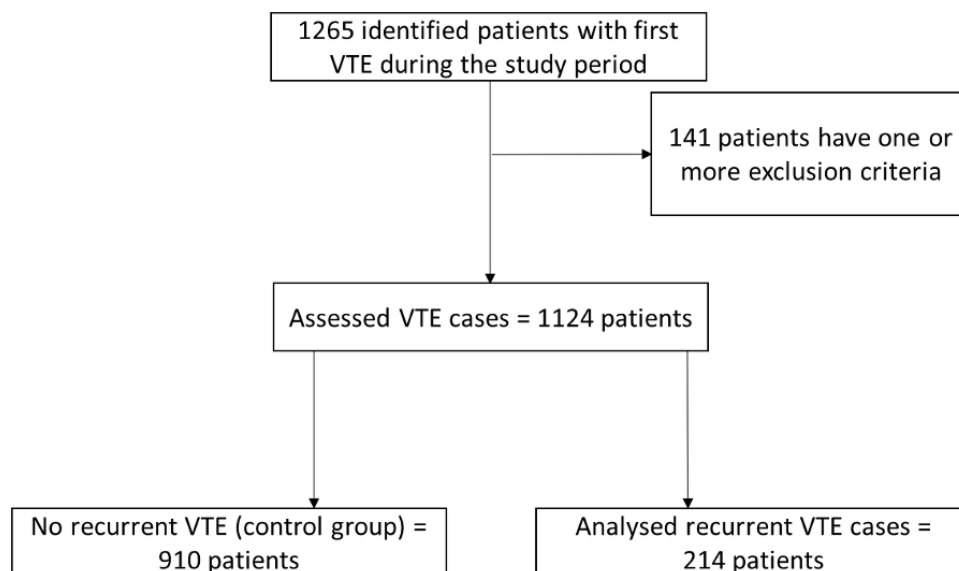 1265 identified patients with first
VTE during the study period
141 patients have one or
more exclusion criteria
Assessed VTE cases = 1124 patients
No recurrent VTE (control group) =
910 patients
Analysed recurrent VTE cases =
214 patients